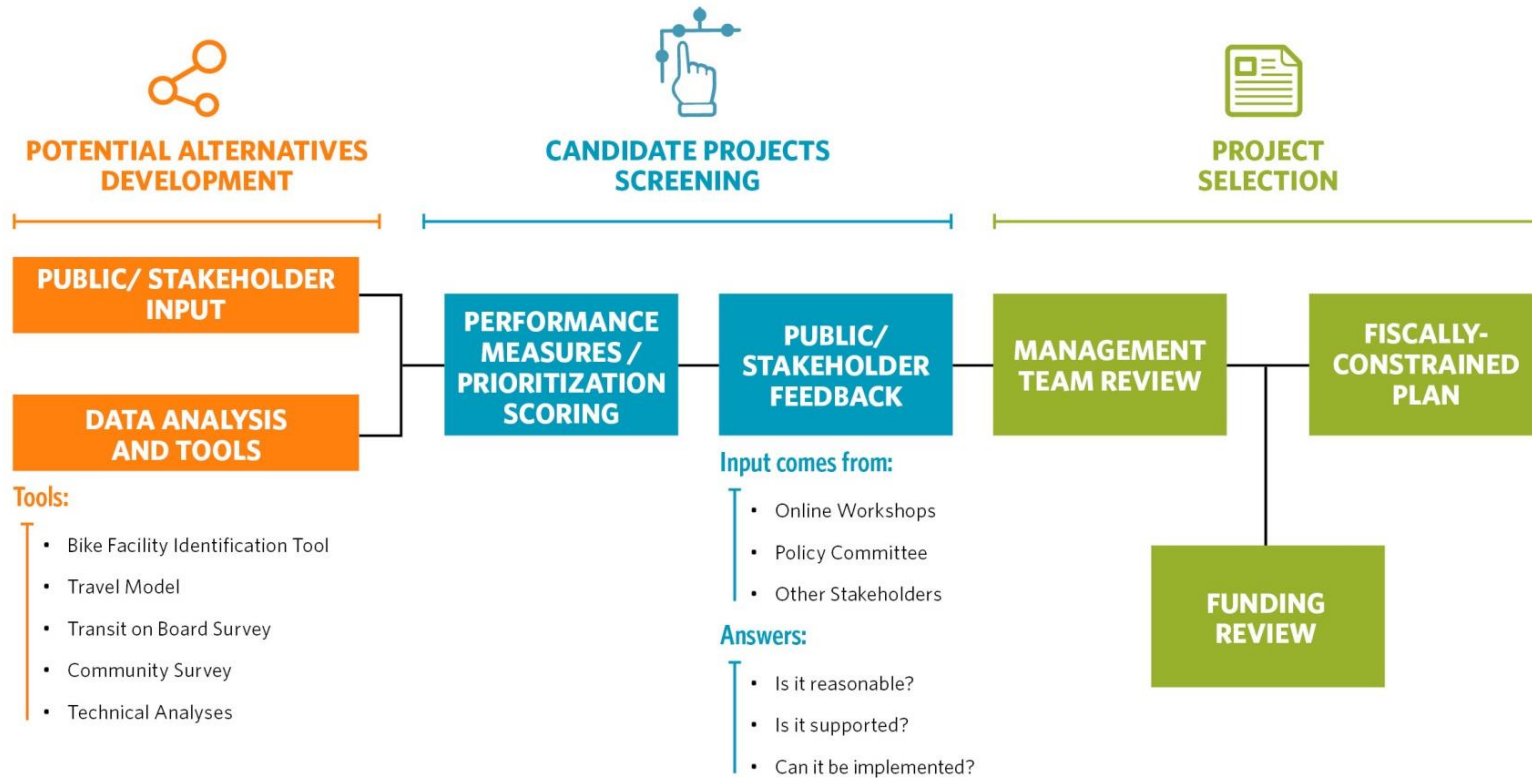 POTENTIAL ALTERNATIVES
DEVELOPMENT
CANDIDATE PROJECTS
SCREENING
PROJECT
SELECTION
PUBLIC/ STAKEHOLDER
INPUT
DATA ANALYSIS
AND TOOLS
Tools:
• Bike Facility Identification Tool
• Travel Model
• Transit on Board Survey
• Community Survey
• Technical Analyses
PERFORMANCE
MEASURES /
PRIORITIZATION
SCORING
PUBLIC/
STAKEHOLDER
FEEDBACK
Input comes from:
• Online Workshops
• Policy Committee
• Other Stakeholders
Answers:
• Is it reasonable?
• Is it supported?
• Can it be implemented?
MANAGEMENT
TEAM REVIEW
FISCALLY-
CONSTRAINED
PLAN
FUNDING
REVIEW